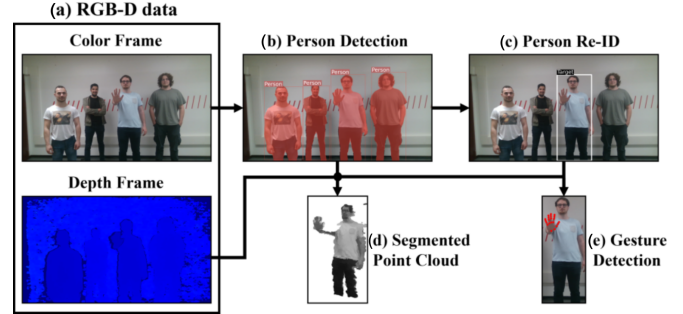 (a) RGB-D data
Color Frame
(b) Person Detection
(c) Person Re-ID
Person
Person
Person
Person
Target
Depth Frame
(d) Segmented
Point Cloud
(e) Gesture
Detection